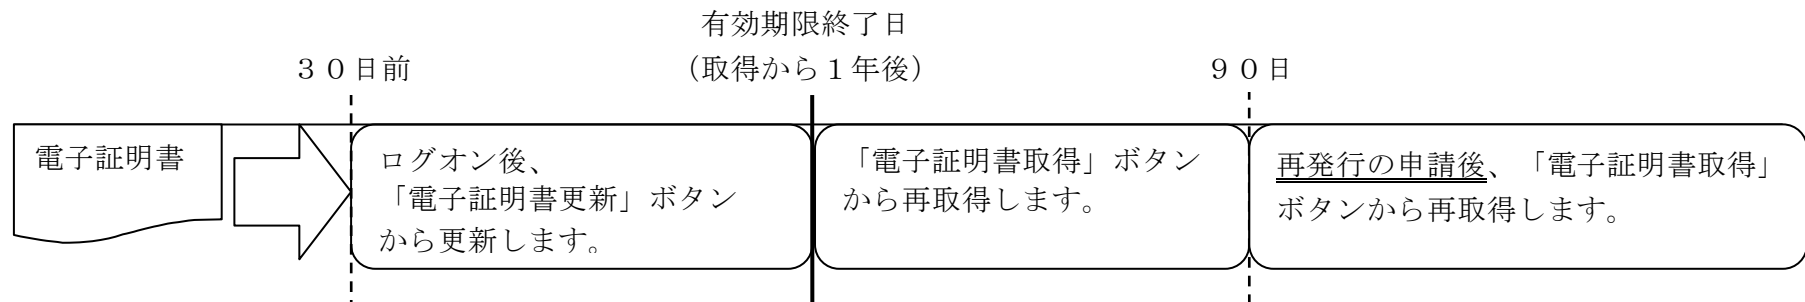 有効期限終了日
３０日前
（取得から１年後）
９０日
電子証明書
ログオン後、
「電子証明書更新」ボタン
から更新します。
「電子証明書取得」ボタン
から再取得します。
再発行の申請後、「電子証明書取得」
ボタンから再取得します。